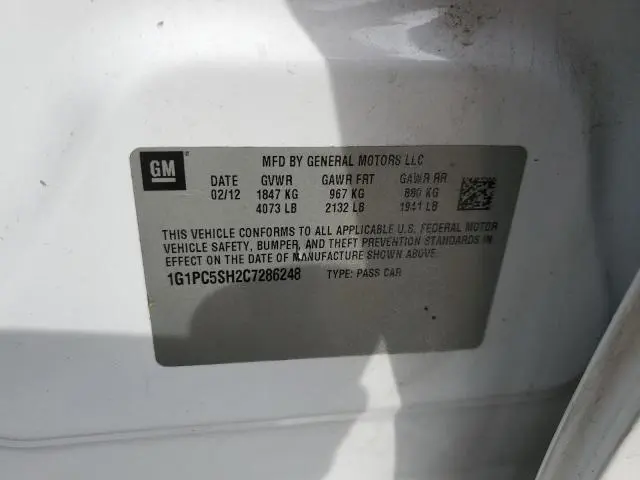 GM
MFD BY GENERAL MOTORS LLC
DATE GVWR GAWR FRT GAWR RR
02/12 1847 KG 967 KG 880 KG
4073 LB 2132 LB 1941 LB
THIS VEHICLE CONFORMS TO ALL APPLICABLE U.S. FEDERAL MOTOR
VEHICLE SAFETY, BUMPER, AND THEFT PREVENTION STANDARDS IN
EFFECT ON THE DATE OF MANUFACTURE SHOWN ABOVE.
1G1PC5SH2C7286248 TYPE: PASS CAR